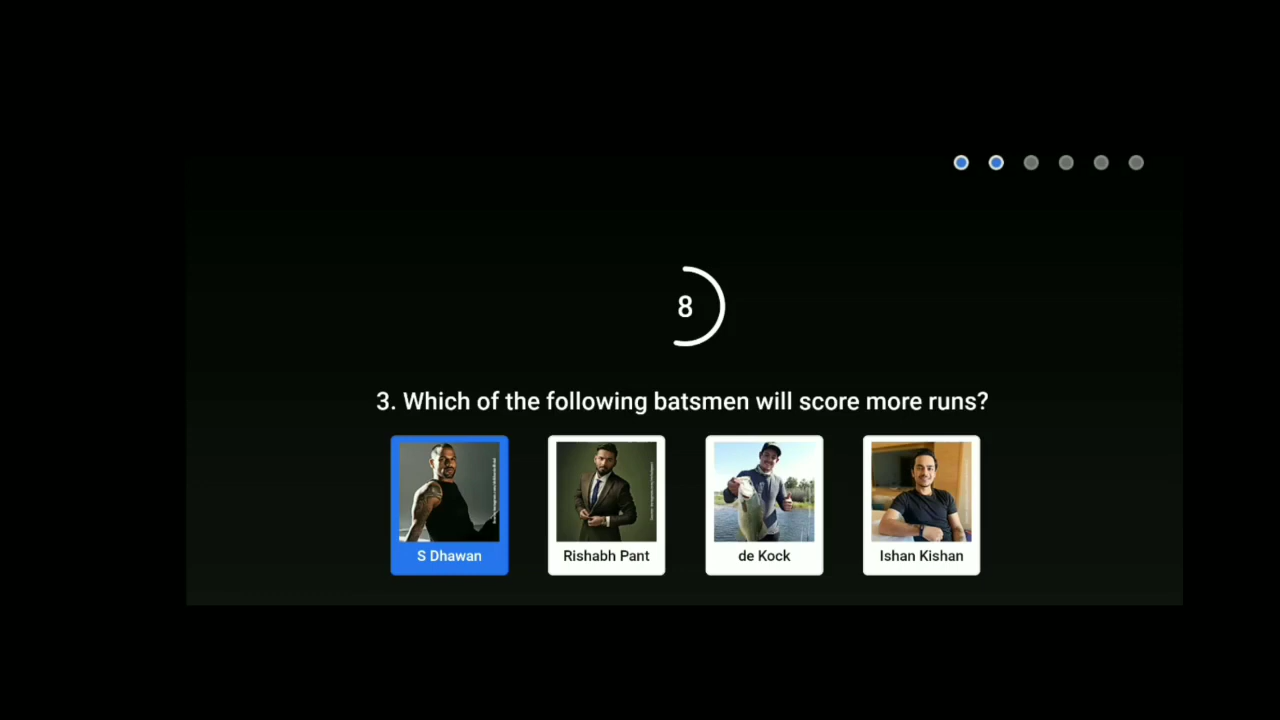 8
3. Which of the following batsmen will score more runs?
S Dhawan
Rishabh Pant
de Kock
Ishan Kishan